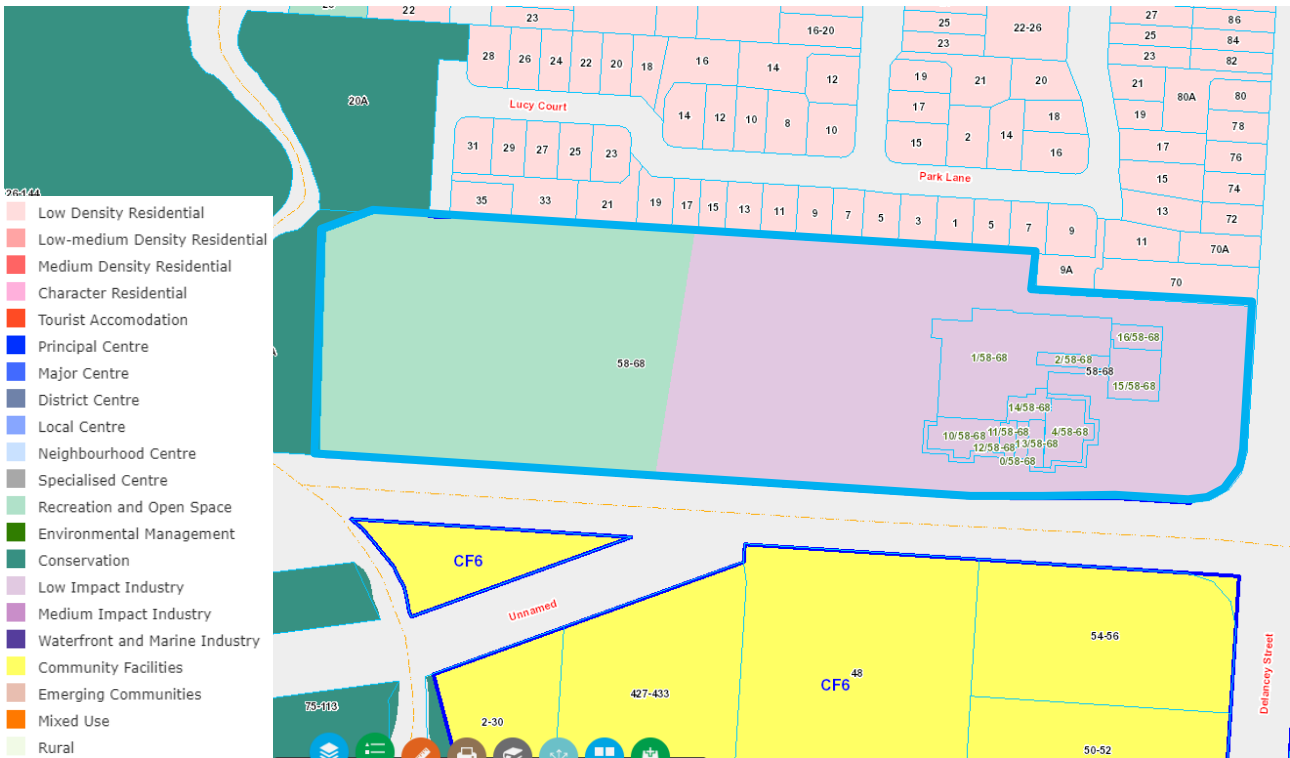 22
23
28
26
24
22
20
18
16
14
12
16-20
25
23
22-26
27
25
23
86
84
82
20A
Lucy Court
14
12
10
8
10
19
17
15
21
20
2
14
18
16
21
19
80A
80
78
17
76
15
74
13
72
31
29
27
25
23
Park Lane
35
33
21
19
17
15
13
11
9
7
5
3
1
5
7
9
9A
11
70A
70
Low Density Residential
Low-medium Density Residential
Medium Density Residential
Character Residential
Tourist Accomodation
Principal Centre
Major Centre
District Centre
Local Centre
Neighbourhood Centre
Specialised Centre
Recreation and Open Space
Environmental Management
Conservation
Low Impact Industry
Medium Impact Industry
Waterfront and Marine Industry
Community Facilities
Emerging Communities
Mixed Use
Rural
58-68
1/58-68
2/58-68
16/58-68
58-68
15/58-68
14/58-68
10/58-68
11/58-68
12/58-68
13/58-68
4/58-68
0/58-68
CF6
Unnamed
CF6
48
54-56
427-433
2-30
50-52
75-113
Delancey Street